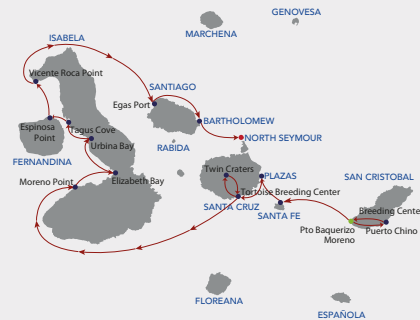 GENOVESA
MARCHENA
ISABELA
Vicente Roca Point
SANTIAGO
Egas Port
BARTHOLOMEW
Espinosa
Point
Tagus Cove
NORTH SEYMOUR
Urbina Bay
RABIDA
FERNANDINA
Twin Craters
PLAZAS
SAN CRISTOBAL
Moreno Point
Elizabeth Bay
Tortoise Breeding Center
SANTA CRUZ
SANTA FE
Breeding Cente
Pto Baquerizo
Moreno
Puerto Chino
FLOREANA
ESPAÑOLA